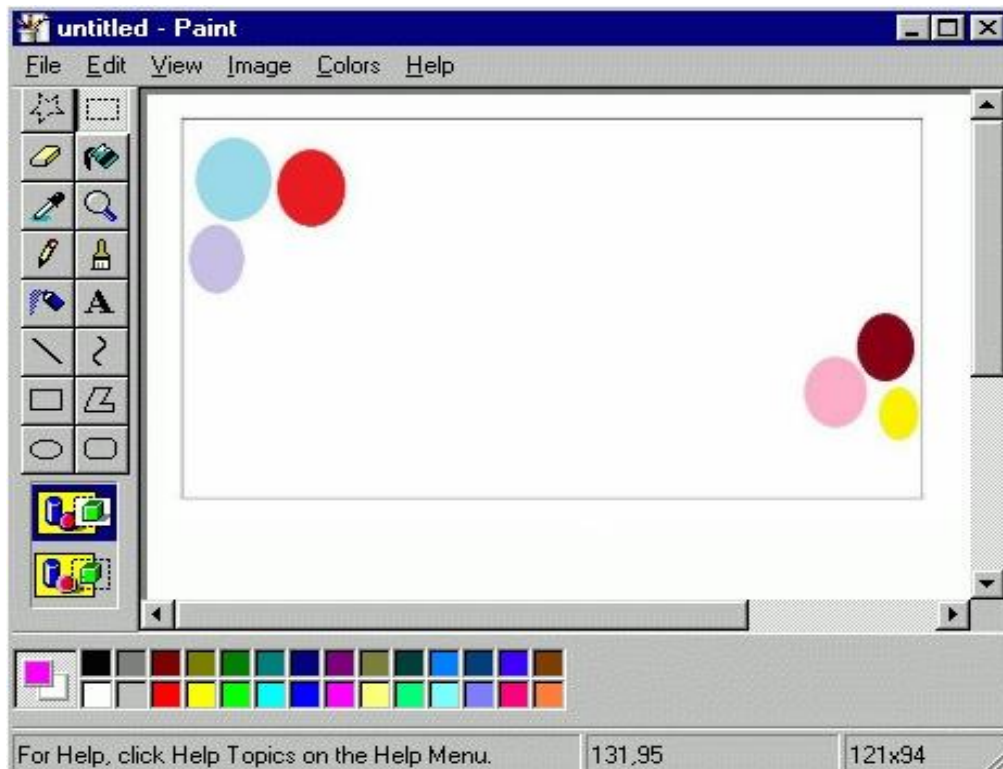 untitled - Paint
File Edit View Image Colors Help
A
For Help, click Help Topics on the Help Menu. 131,95 121x94